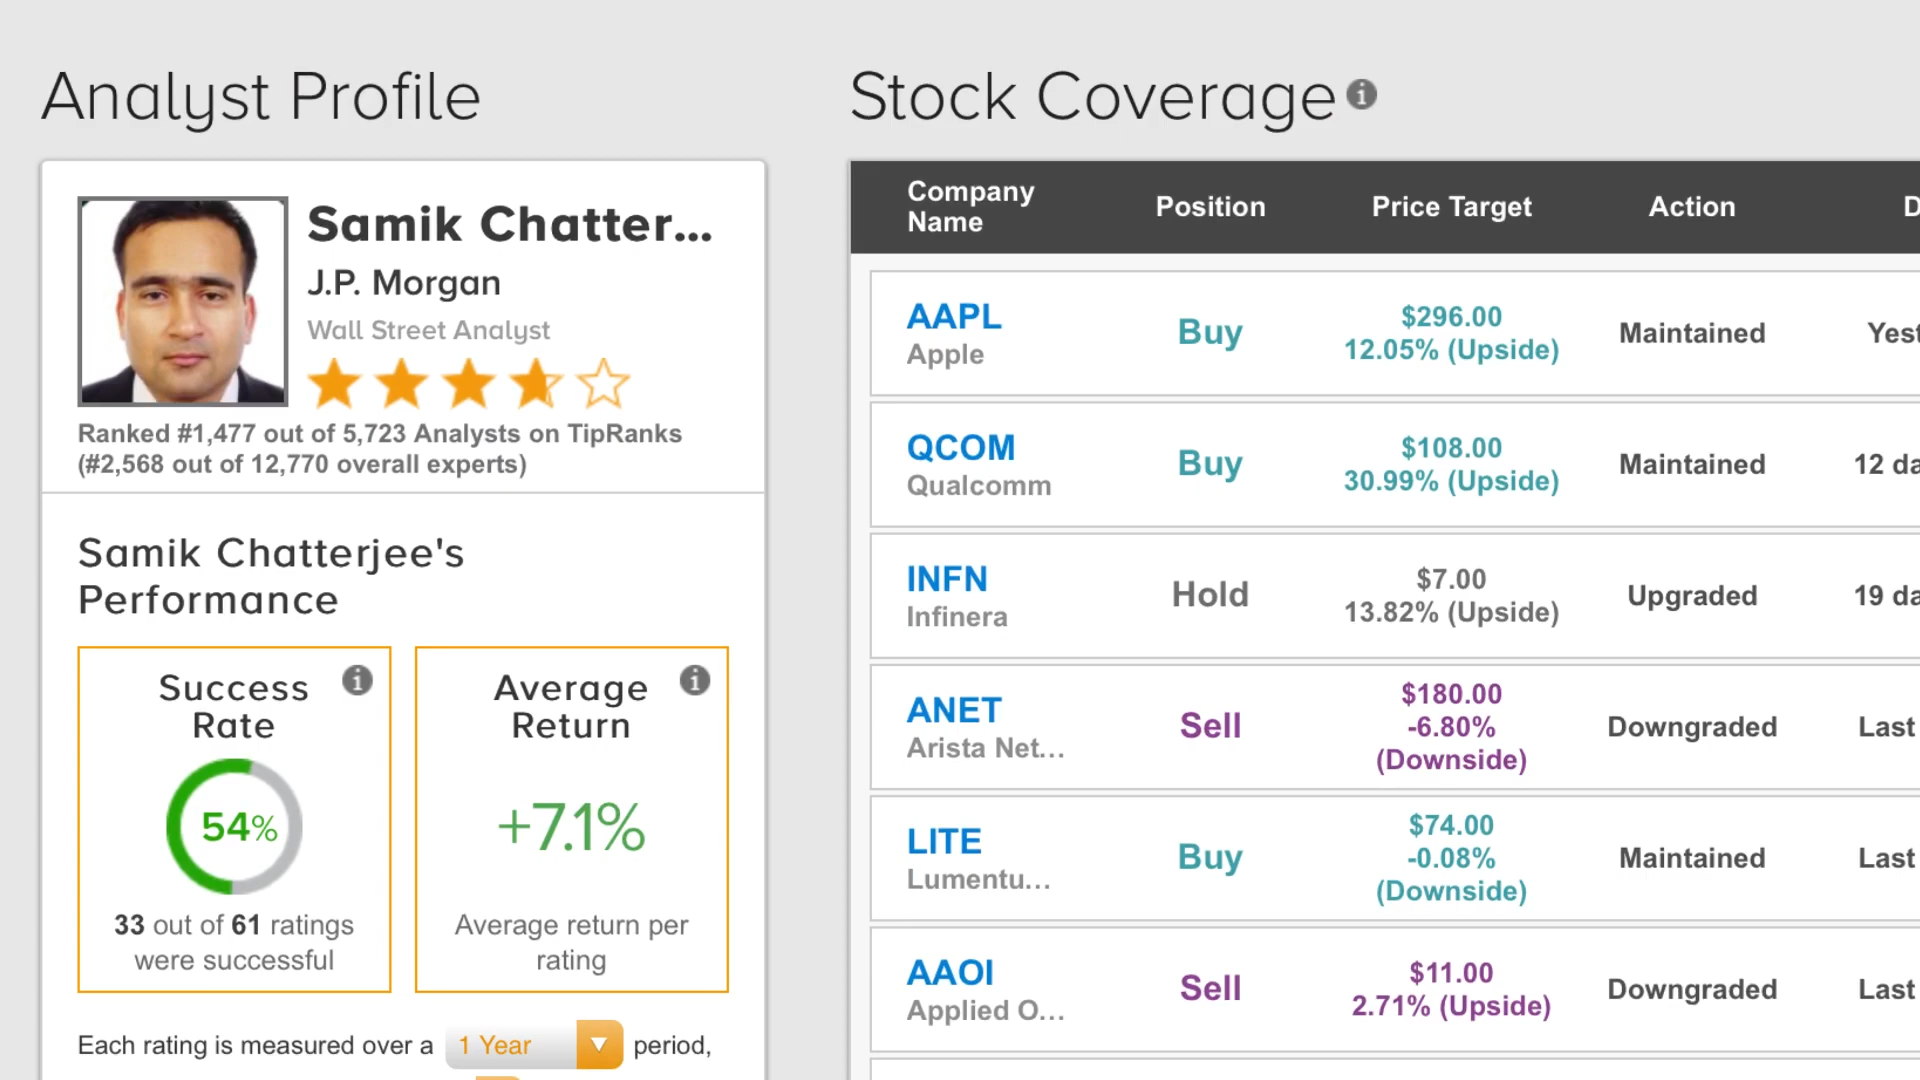 Analyst Profile
Samik Chatter...
J.P. Morgan
Wall Street Analyst
Ranked #1,477 out of 5,723 Analysts on TipRanks
(#2,568 out of 12,770 overall experts)
Samik Chatterjee's
Performance
Success
Rate
54%
33 out of 61 ratings
were successful
Average
Return
+7.1%
Average return per
rating
Each rating is measured over a 1 Year period,
Stock Coverage
Company
Name
Position
Price Target
Action
D
AAPL
Apple
Buy
$296.00
12.05% (Upside)
Maintained
Yest
QCOM
Qualcomm
Buy
$108.00
30.99% (Upside)
Maintained
12 da
INFN
Infinera
Hold
$7.00
13.82% (Upside)
Upgraded
19 da
ANET
Arista Net...
Sell
$180.00
-6.80%
(Downside)
Downgraded
Last
LITE
Lumentu...
Buy
$74.00
-0.08%
(Downside)
Maintained
Last
AAOI
Applied O...
Sell
$11.00
2.71% (Upside)
Downgraded
Last